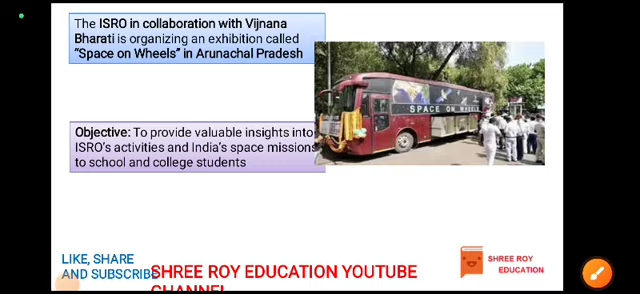 The ISRO in collaboration with Vijnana
Bharati is organizing an exhibition called
“Space on Wheels” in Arunachal Pradesh
SPACE ON WHEELS
Objective: To provide valuable insights into
ISRO's activities and India's space missions
to school and college students
LIKE, SHARE
AND SUBSCRIBE
SHREE ROY EDUCATION YOUTUBE
CHANNEL
SHREE ROY
EDUCATION